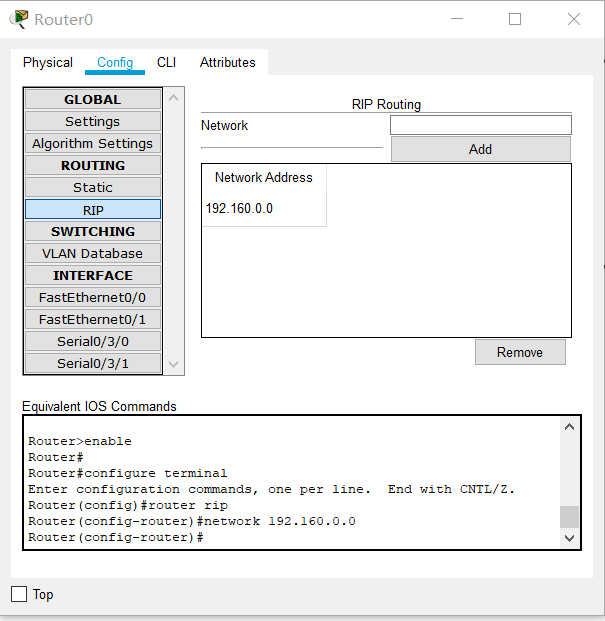 Router0
Physical Config CLI Attributes
GLOBAL
Settings
Algorithm Settings
ROUTING
Static
RIP
SWITCHING
VLAN Database
INTERFACE
FastEthernet0/0
FastEthernet0/1
Serial0/3/0
Serial0/3/1
RIP Routing
Network
Add
Network Address
192.160.0.0
Remove
Equivalent IOS Commands
Router>enable
Router#
Router#configure terminal
Enter configuration commands, one per line.  End with CNTL/Z.
Router(config)#router rip
Router(config-router)#network 192.160.0.0
Router(config-router)#
Top